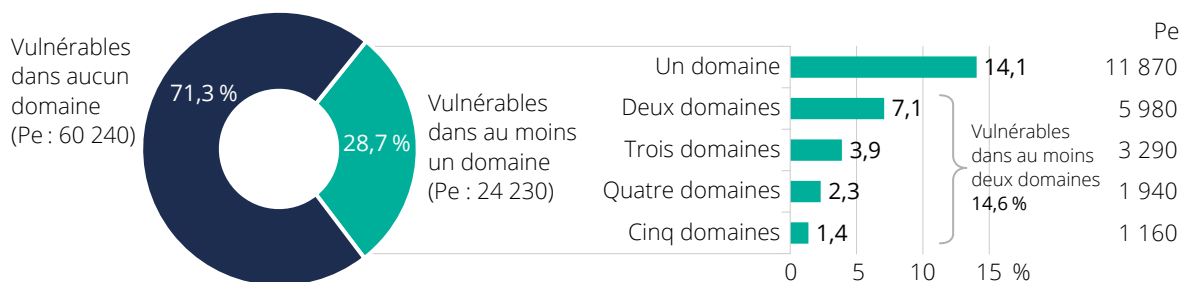 Vulnérables
dans aucun
domaine
(Pe : 60 240)
71,3 %
28,7 %
Vulnérables
dans au moins
un domaine
(Pe : 24 230)
Pe
Un domaine 14,1 11 870
Deux domaines 7,1 5 980
Trois domaines 3,9 3 290
Quatre domaines 2,3 1 940
Cinq domaines 1,4 1 160
Vulnérables
dans au moins
deux domaines
14,6 %
0 5 10 15 %